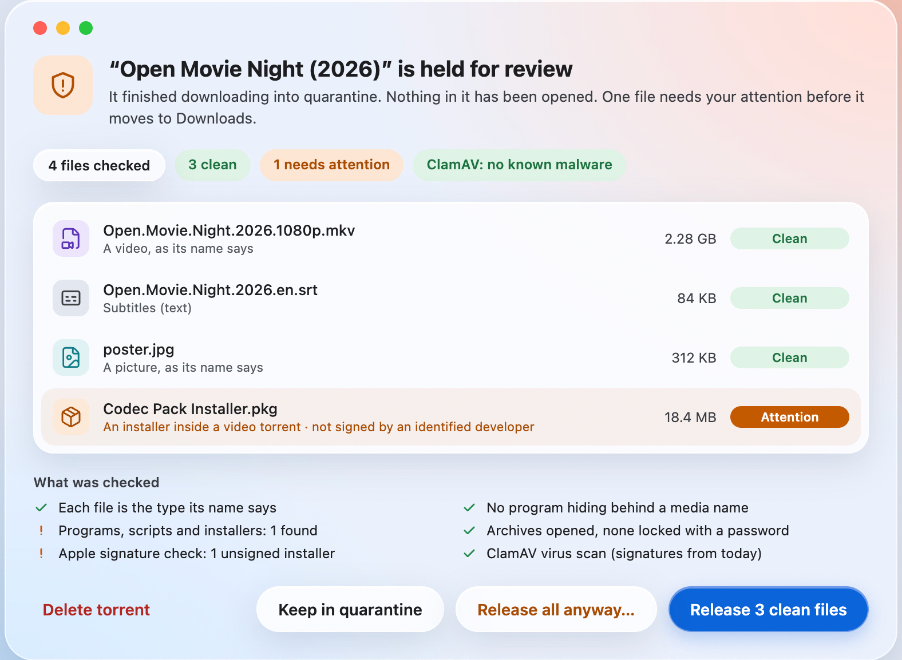 “Open Movie Night (2026)” is held for review
It finished downloading into quarantine. Nothing in it has been opened. One file needs your attention before it
moves to Downloads.
4 files checked
3 clean
1 needs attention
ClamAV: no known malware
Open.Movie.Night.2026.1080p.mkv
A video, as its name says
2.28 GB
Clean
Open.Movie.Night.2026.en.srt
Subtitles (text)
84 KB
Clean
poster.jpg
A picture, as its name says
312 KB
Clean
Codec Pack Installer.pkg
An installer inside a video torrent · not signed by an identified developer
18.4 MB
Attention
What was checked
Each file is the type its name says
No program hiding behind a media name
! Programs, scripts and installers: 1 found
Archives opened, none locked with a password
! Apple signature check: 1 unsigned installer
ClamAV virus scan (signatures from today)
Delete torrent
Keep in quarantine
Release all anyway...
Release 3 clean files